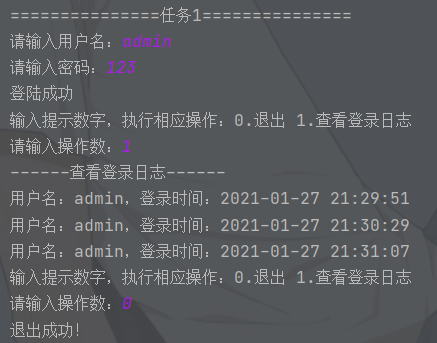 ===============任务1===============
请输入用户名：admin
请输入密码：123
登陆成功
输入提示数字，执行相应操作：0.退出 1.查看登录日志
请输入操作数：1
------查看登录日志------
用户名：admin，登录时间：2021-01-27 21:29:51
用户名：admin，登录时间：2021-01-27 21:30:29
用户名：admin，登录时间：2021-01-27 21:31:07
输入提示数字，执行相应操作：0.退出 1.查看登录日志
请输入操作数：0
退出成功!